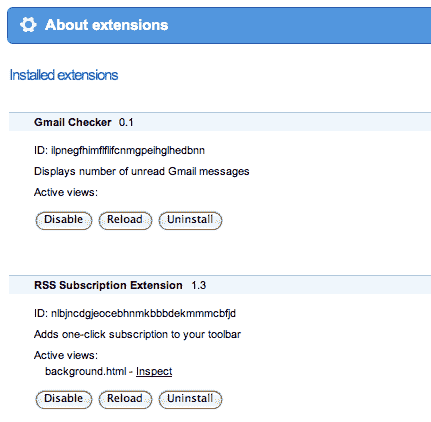 About extensions
Installed extensions
Gmail Checker 0.1
ID: ilpnegfhimflflifcnmgpeihglhedbnn
Displays number of unread Gmail messages
Active views:
Disable Reload Uninstall
RSS Subscription Extension 1.3
ID: nlbjncdgjeocebhnmkbbbdekmmmcbfjd
Adds one-click subscription to your toolbar
Active views:
background.html - Inspect
Disable Reload Uninstall